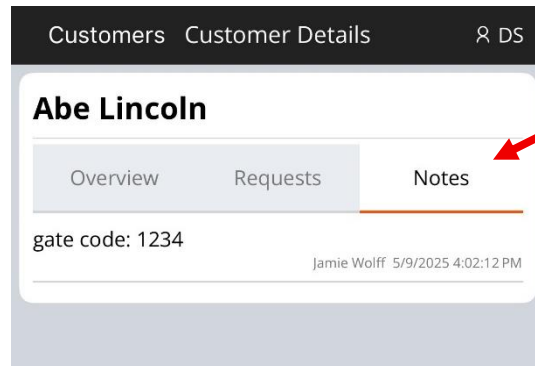 Customers Customer Details DS
Abe Lincoln
Overview Requests Notes
gate code: 1234
Jamie Wolff 5/9/2025 4:02:12 PM